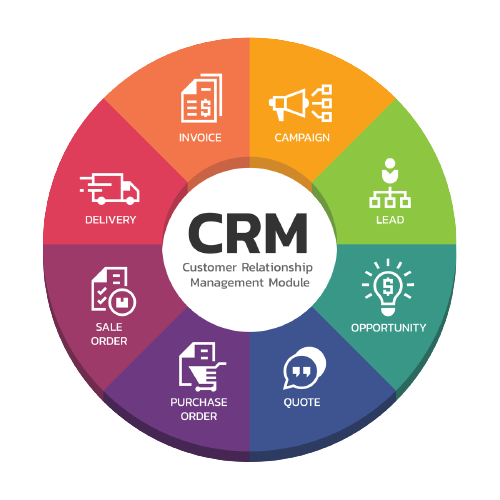 INVOICE
CAMPAIGN
DELIVERY
LEAD
CRM
Customer Relationship
Management Module
SALE
ORDER
OPPORTUNITY
PURCHASE
ORDER
QUOTE